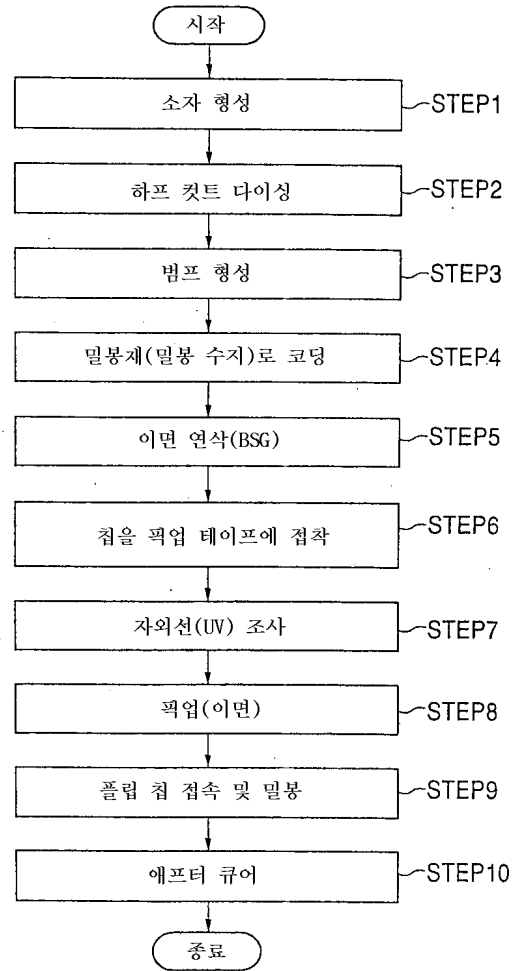 시작
소자 형성
STEP1
하프 컷트 다이싱
STEP2
범프 형성
STEP3
밀봉재(밀봉 수지)로 코딩
STEP4
이면 연삭(BSG)
STEP5
칩을 픽업 테이프에 접착
STEP6
자외선(UV) 조사
STEP7
픽업(이면)
STEP8
플립 칩 접속 및 밀봉
STEP9
애프터 큐어
STEP10
종료